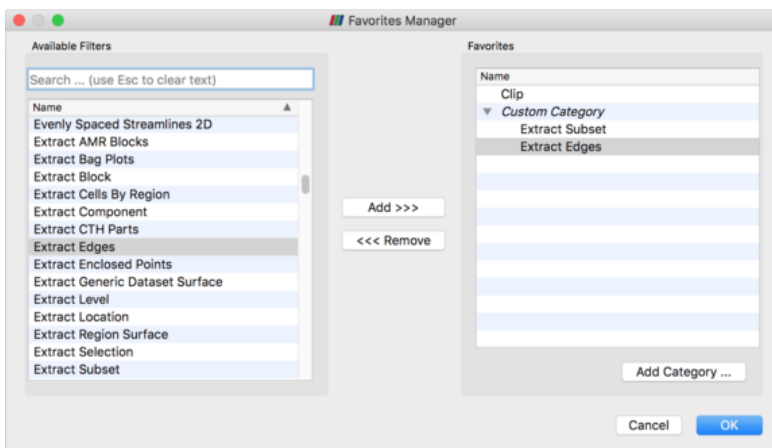 Favorites Manager
Available Filters
Search ... (use Esc to clear text)
Name
Evenly Spaced Streamlines 2D
Extract AMR Blocks
Extract Bag Plots
Extract Block
Extract Cells By Region
Extract Component
Extract CTH Parts
Extract Edges
Extract Enclosed Points
Extract Generic Dataset Surface
Extract Level
Extract Location
Extract Region Surface
Extract Selection
Extract Subset
Add >>>
<<< Remove
Favorites
Name
Clip
Custom Category
Extract Subset
Extract Edges
Add Category ...
Cancel
OK